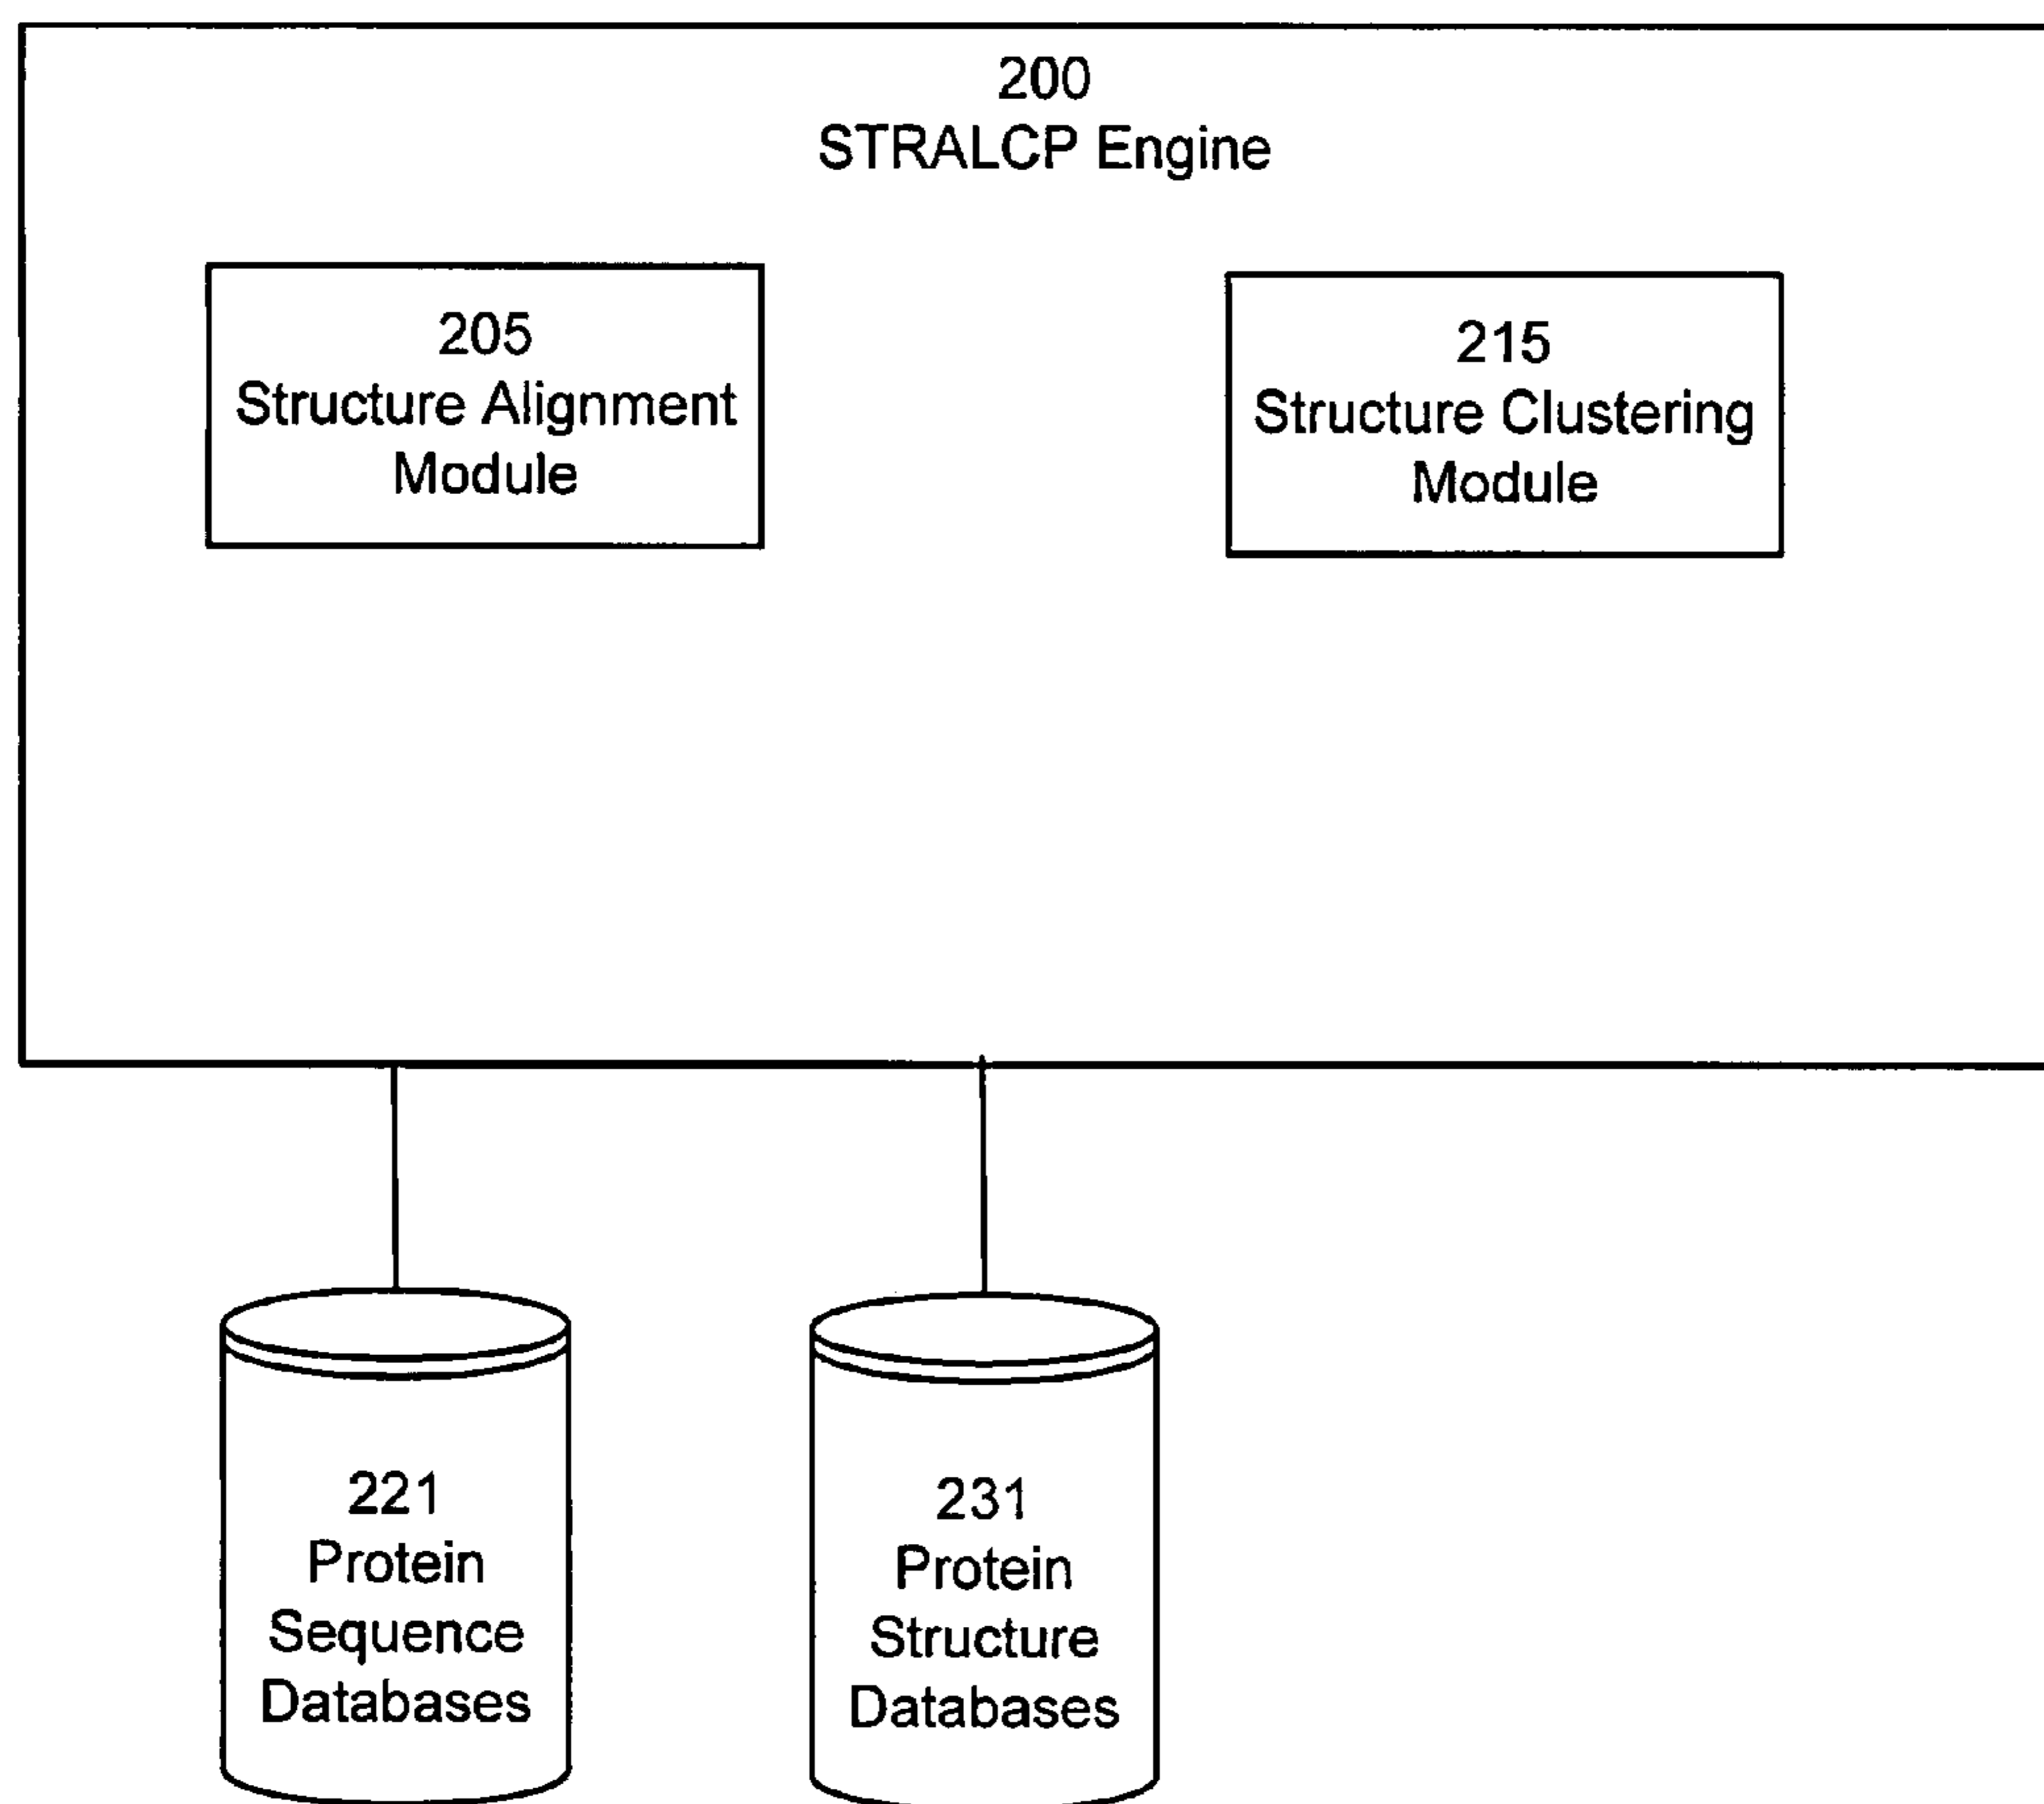 200
STRALCP Engine
205
Structure Alignment
Module
215
Structure Clustering
Module
221
Protein
Sequence
Databases
231
Protein
Structure
Databases